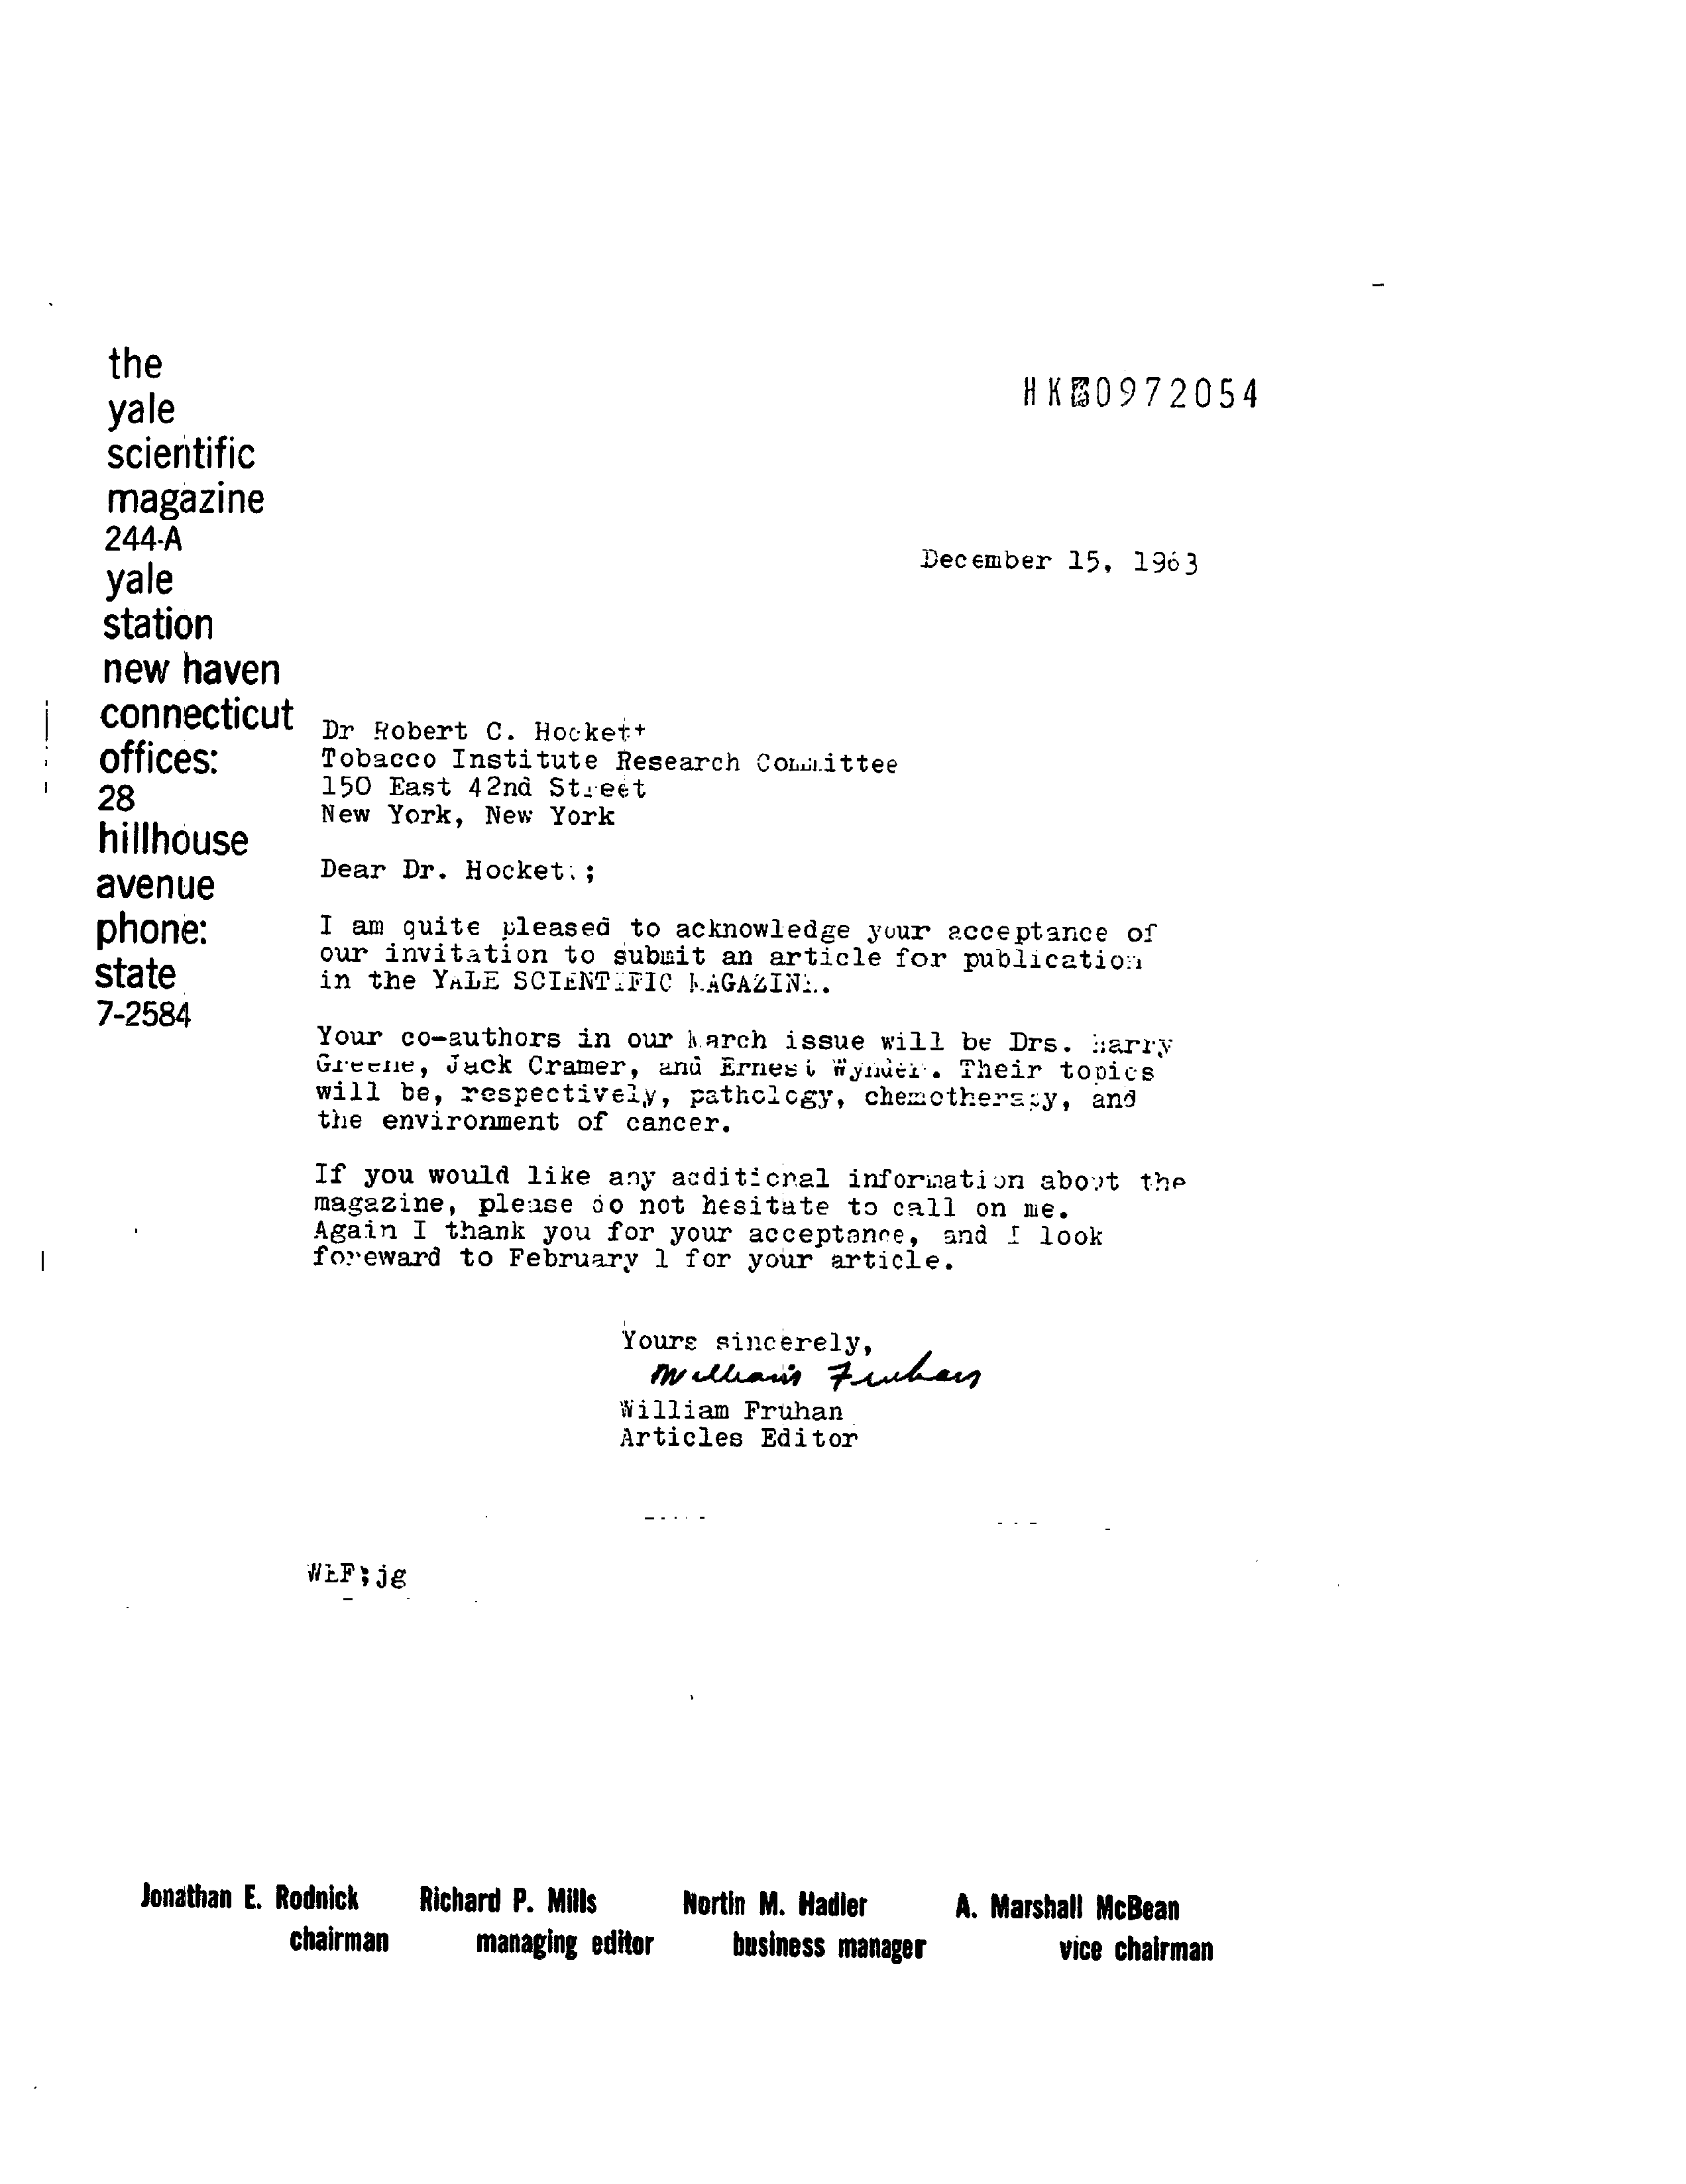 the
yale
scientific
magazine
244-A
yale
station
new haven
connecticut
offices:
28
hillhouse
avenue
phone:
state
7-2584
HK0972054
December 15, 1963
Dr Robert C. Hockett
Tobacco Institute Research Committee
150 East 42nd Street
New York, New York
Dear Dr. Hockett;
I am quite pleased to acknowledge your acceptance of
our invitation to submit an article for publication
in the YALE SCIENTIFIC MAGAZINE.
Your co-authors in our March issue will be Drs. Harry
Greene, Jack Cramer, and Ernest Wynder. Their topics
will be, respectively, pathology, chemotherapy, and
the environment of cancer.
If you would like any additional information about the
magazine, please do not hesitate to call on me.
Again I thank you for your acceptance, and I look
foreward to February 1 for your article.
Yours sincerely,
William Fruhan
William Fruhan
Articles Editor
WEF;jg
Jonathan E. Rodnick Richard P. Mills Nortin M. Hadler A. Marshall McBean
chairman managing editor business manager vice chairman